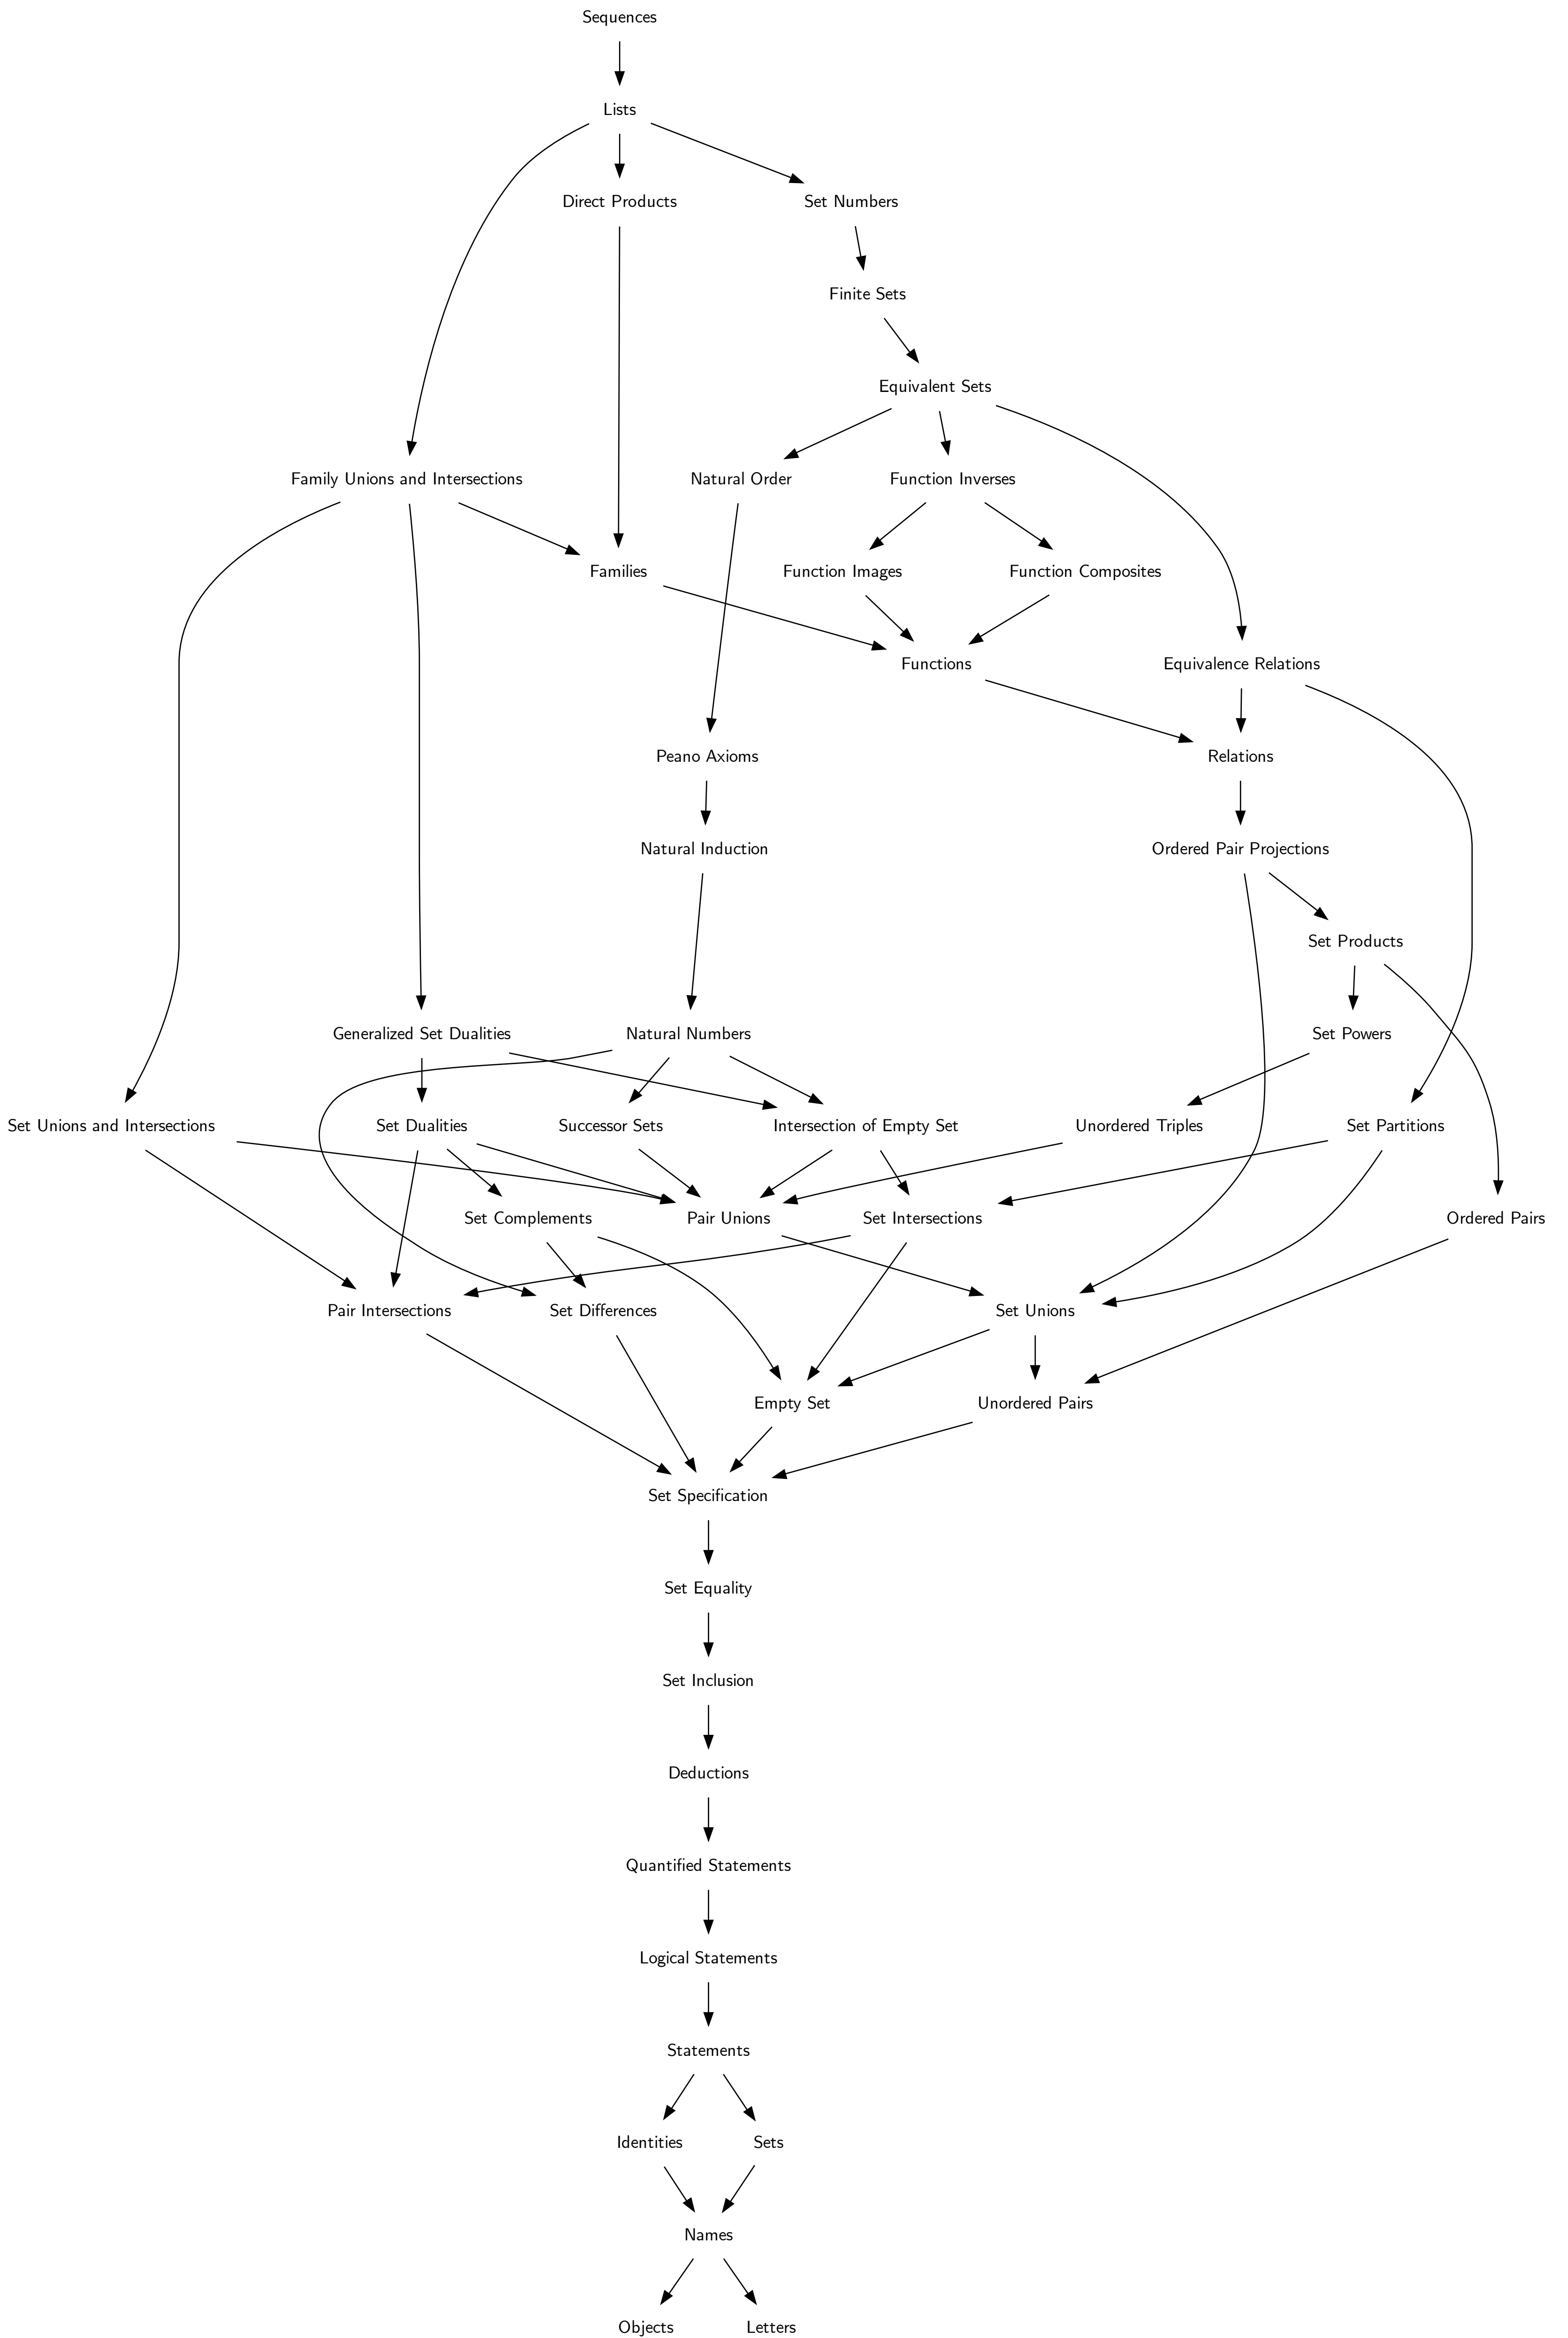 Sequences
Lists
Direct Products
Set Numbers
Finite Sets
Equivalent Sets
Family Unions and Intersections
Natural Order
Function Inverses
Families
Function Images
Function Composites
Functions
Equivalence Relations
Peano Axioms
Relations
Natural Induction
Ordered Pair Projections
Set Products
Generalized Set Dualities
Natural Numbers
Set Powers
Set Unions and Intersections
Set Dualities
Successor Sets
Intersection of Empty Set
Unordered Triples
Set Partitions
Set Complements
Pair Unions
Set Intersections
Ordered Pairs
Pair Intersections
Set Differences
Set Unions
Empty Set
Unordered Pairs
Set Specification
Set Equality
Set Inclusion
Deductions
Quantified Statements
Logical Statements
Statements
Identities
Sets
Names
Objects
Letters